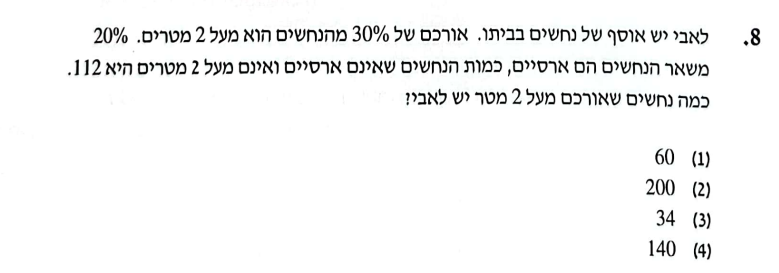 8. לאבי יש אוסף של נחשים בביתו. אורכם של 30% מהנחשים הוא מעל 2 מטרים. 20%
משאר הנחשים הם ארסיים, כמות הנחשים שאינם ארסיים ואינם מעל 2 מטרים היא 112.
כמה נחשים שאורכם מעל 2 מטר יש לאבי?
(1) 60
(2) 200
(3) 34
(4) 140